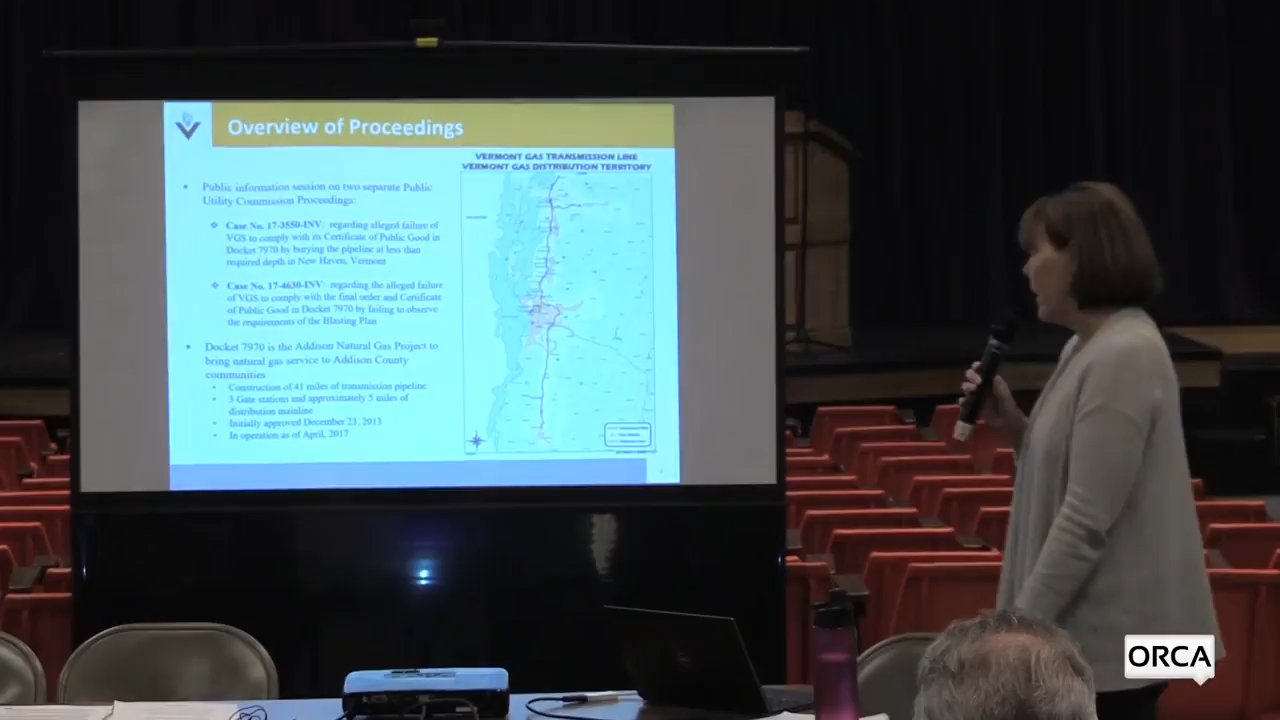 Overview of Proceedings
VERMONT GAS TRANSMISSION LINE
VERMONT GAS DISTRIBUTION TERRITORY
• Public information session on two separate Public
Utility Commission Proceedings:
❖ Case No. 17-3550-INV: regarding alleged failure of
VGS to comply with its Certificate of Public Good in
Docket 7970 by burying the pipeline at less than
required depth in New Haven, Vermont
❖ Case No. 17-4630-INV: regarding the alleged failure
of VGS to comply with the final order and Certificate
of Public Good in Docket 7970 by failing to observe
the requirements of the Blasting Plan
• Docket 7970 is the Addison Natural Gas Project to
bring natural gas service to Addison County
communities
• Construction of 41 miles of transmission pipeline
• 3 Gate stations and approximately 5 miles of
distribution mainline
• Initially approved December 23, 2013
• In operation as of April, 2017
ORCA